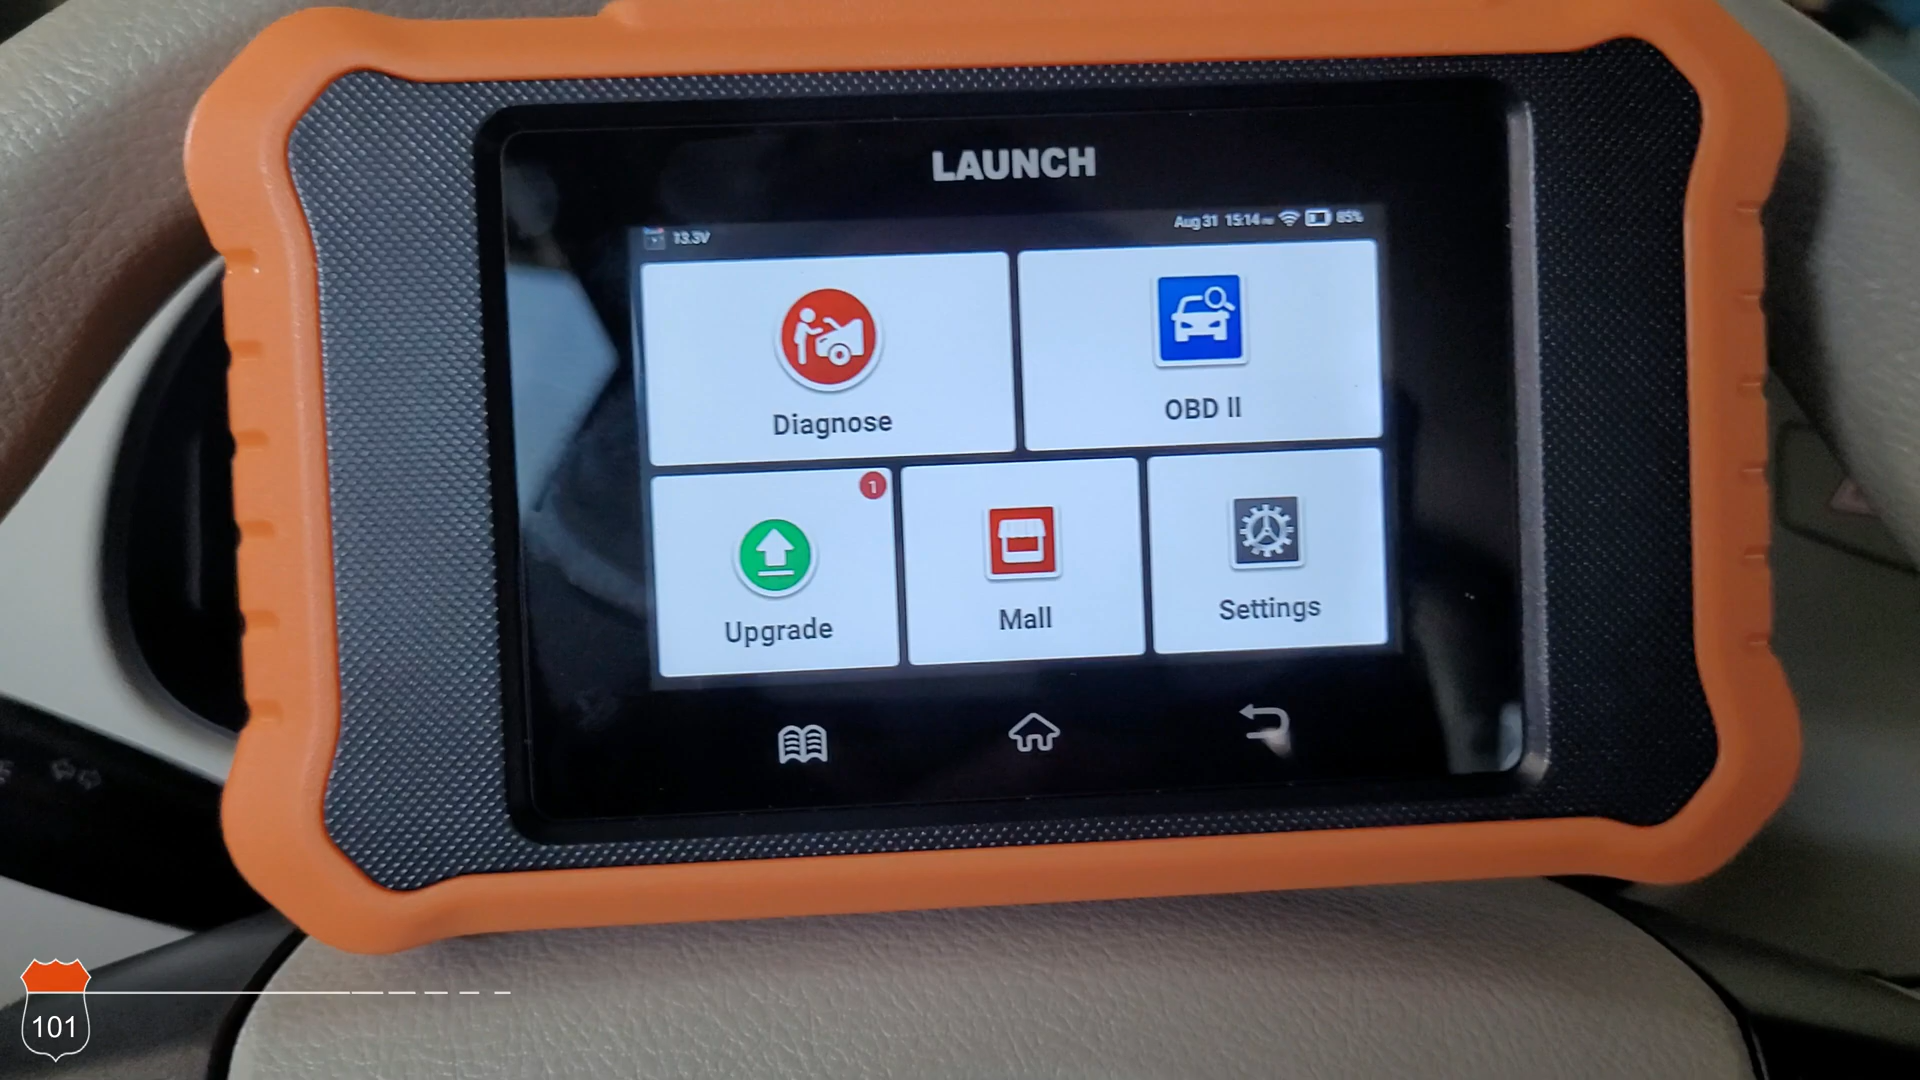 LAUNCH
13.3V
Aug 31 15:14 85%
Diagnose
OBD II
1
Upgrade
Mall
Settings
101